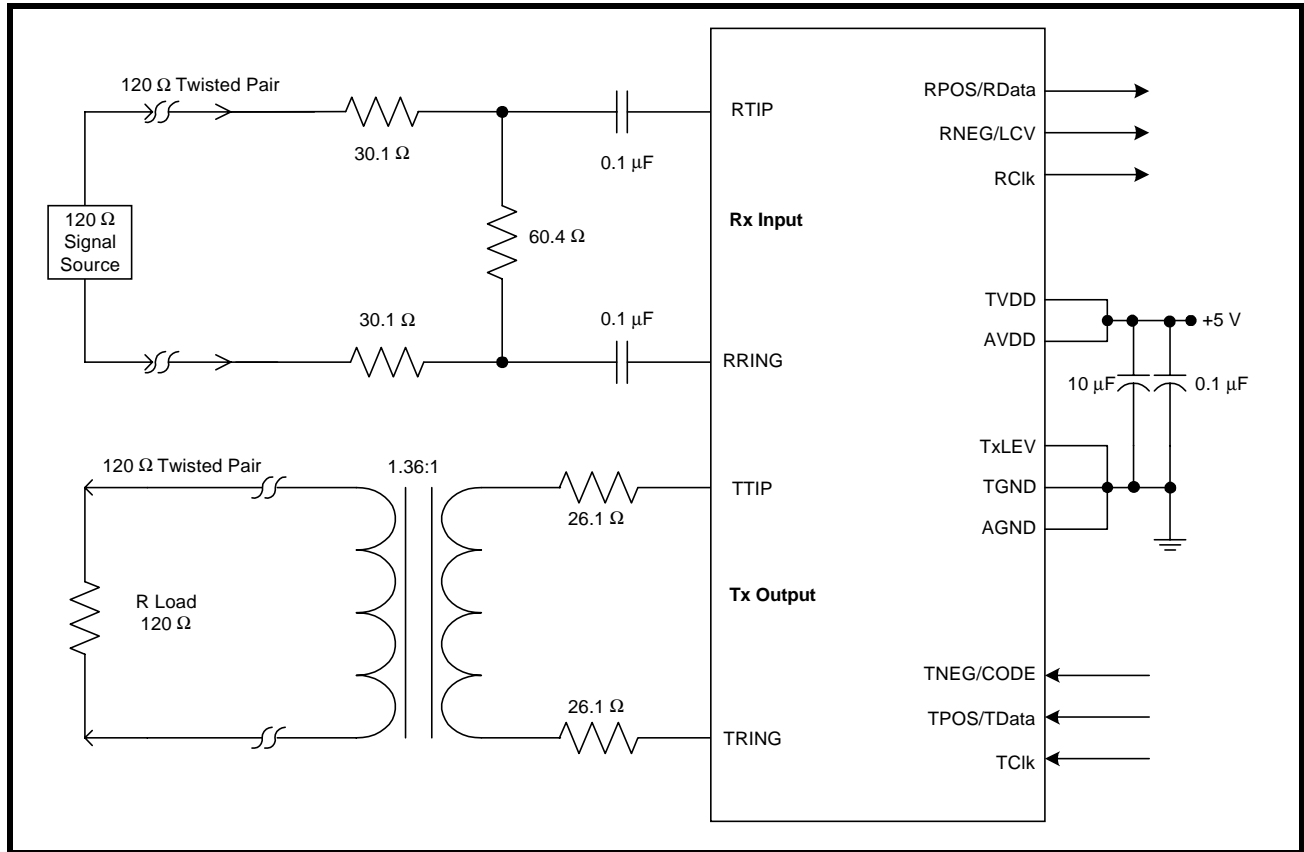 120 Ω Twisted Pair
30.1 Ω
0.1 μF
RTIP
RPOS/RData
RNEG/LCV
RClk
120 Ω
Signal
Source
60.4 Ω
Rx Input
30.1 Ω
0.1 μF
RRING
TVDD
AVDD
+5 V
10 μF
0.1 μF
120 Ω Twisted Pair
1.36:1
26.1 Ω
TTIP
TxLEV
TGND
AGND
R Load
120 Ω
Tx Output
26.1 Ω
TRING
TNEG/CODE
TPOS/TData
TClk